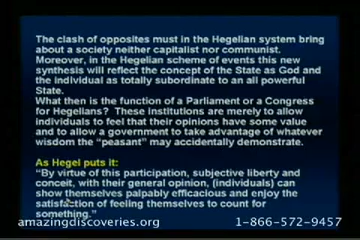 The clash of opposites must in the Hegelian system bring
about a society neither capitalist nor communist.
Moreover, in the Hegelian scheme of events this new
synthesis will reflect the concept of the State as God and
the individual as totally subordinate to an all powerful
State.
What then is the function of a Parliament or a Congress
for Hegelians? These institutions are merely to allow
individuals to feel that their opinions have some value
and to allow a government to take advantage of whatever
wisdom the “peasant” may accidentally demonstrate.
As Hegel puts it:
“By virtue of this participation, subjective liberty and
conceit, with their general opinion, (individuals) can
show themselves palpably efficacious and enjoy the
satisfaction of feeling themselves to count for
something.”
amazingdiscoveries.org 1-866-572-9457